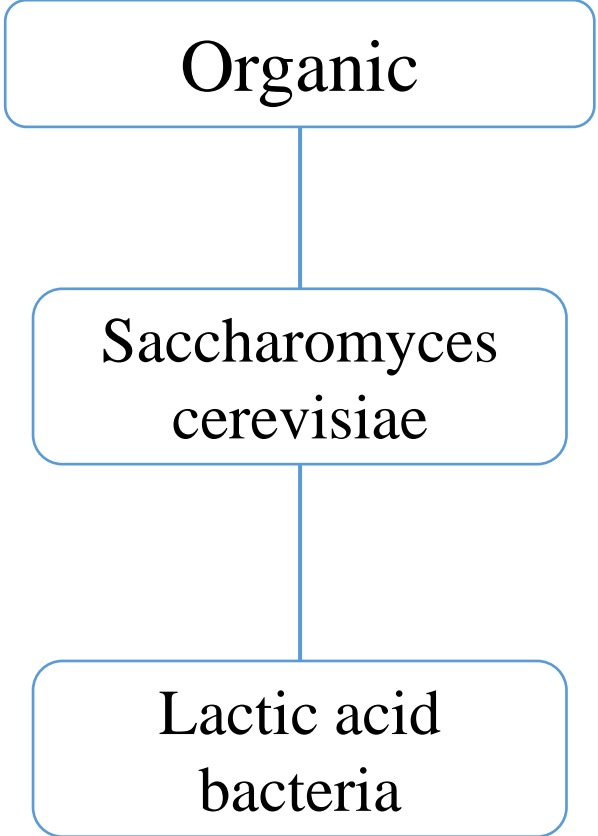 Organic
Saccharomyces
cerevisiae
Lactic acid
bacteria